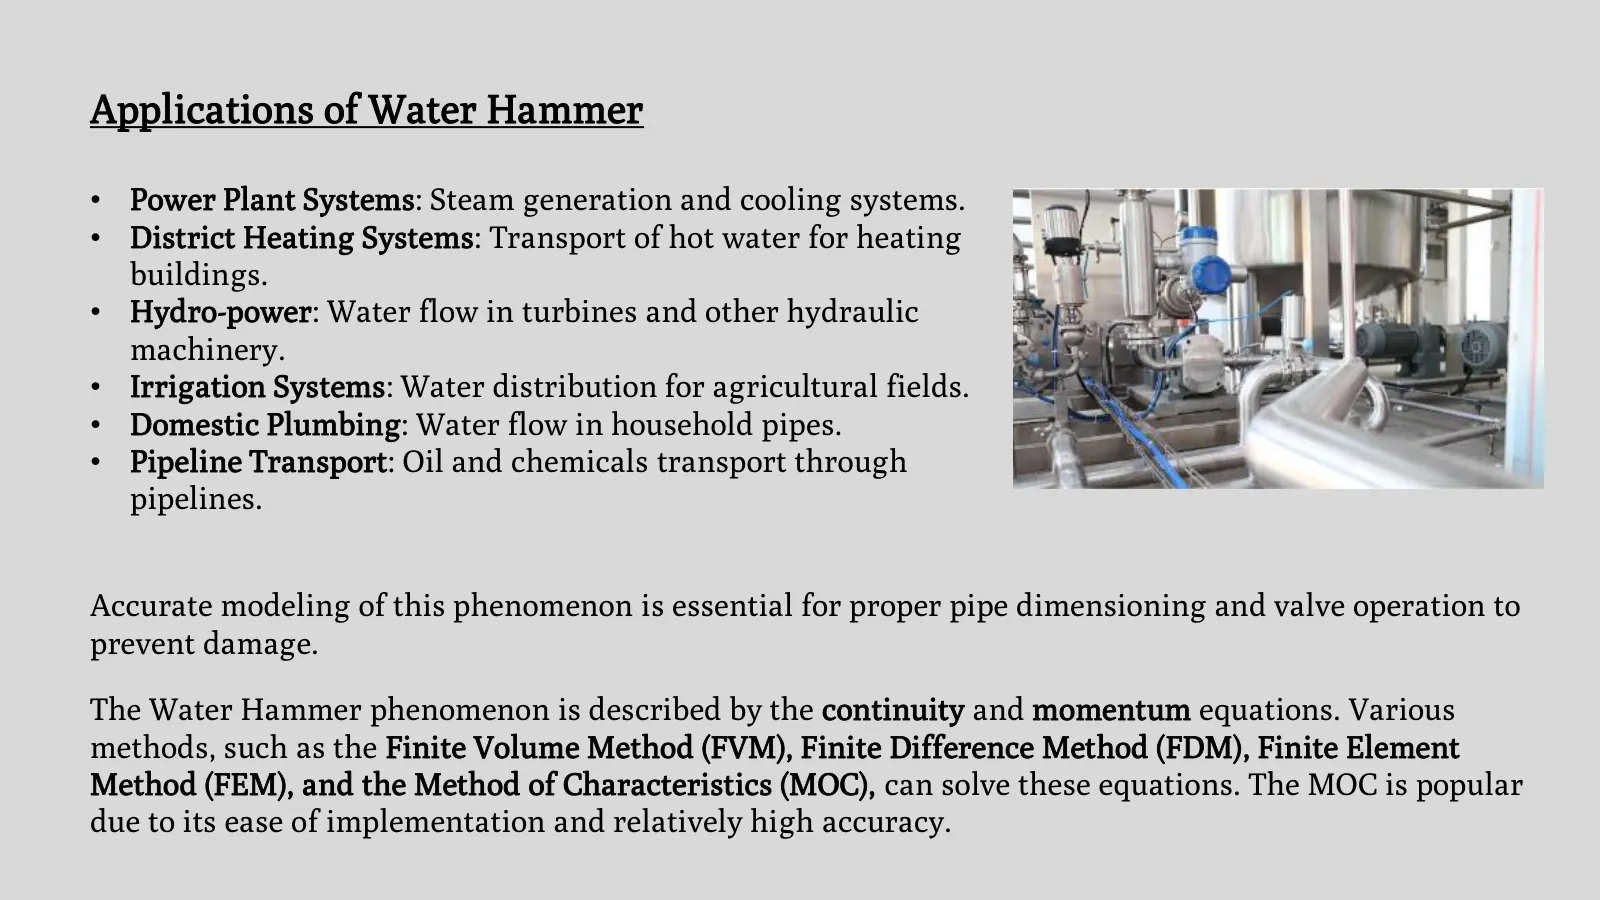 Applications of Water Hammer
• Power Plant Systems: Steam generation and cooling systems.
• District Heating Systems: Transport of hot water for heating
buildings.
• Hydro-power: Water flow in turbines and other hydraulic
machinery.
• Irrigation Systems: Water distribution for agricultural fields.
• Domestic Plumbing: Water flow in household pipes.
• Pipeline Transport: Oil and chemicals transport through
pipelines.
Accurate modeling of this phenomenon is essential for proper pipe dimensioning and valve operation to
prevent damage.
The Water Hammer phenomenon is described by the continuity and momentum equations. Various
methods, such as the Finite Volume Method (FVM), Finite Difference Method (FDM), Finite Element
Method (FEM), and the Method of Characteristics (MOC), can solve these equations. The MOC is popular
due to its ease of implementation and relatively high accuracy.